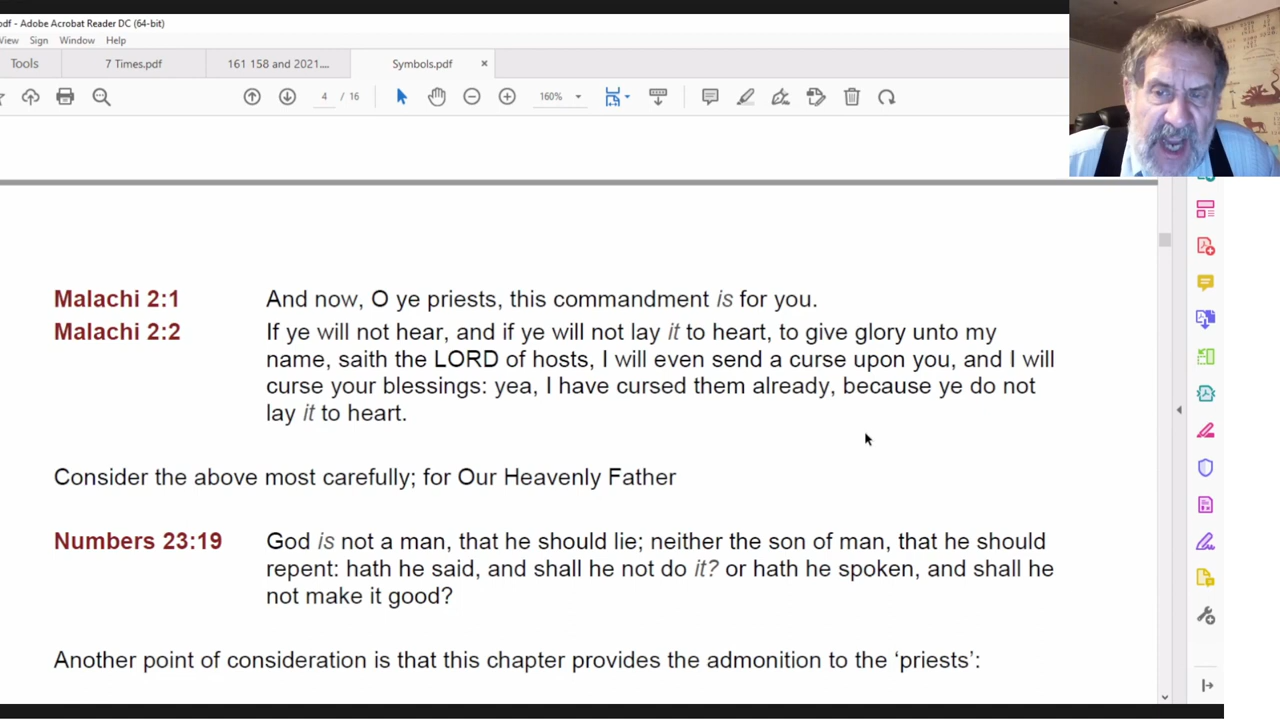 pdf - Adobe Acrobat Reader DC (64-bit)
View Sign Window Help
Tools 7 Times.pdf 161 158 and 2021.... Symbols.pdf
4 / 16 160%
Malachi 2:1 And now, O ye priests, this commandment is for you.
Malachi 2:2 If ye will not hear, and if ye will not lay it to heart, to give glory unto my
name, saith the LORD of hosts, I will even send a curse upon you, and I will
curse your blessings: yea, I have cursed them already, because ye do not
lay it to heart.
Consider the above most carefully; for Our Heavenly Father
Numbers 23:19 God is not a man, that he should lie; neither the son of man, that he should
repent: hath he said, and shall he not do it? or hath he spoken, and shall he
not make it good?
Another point of consideration is that this chapter provides the admonition to the ‘priests’: